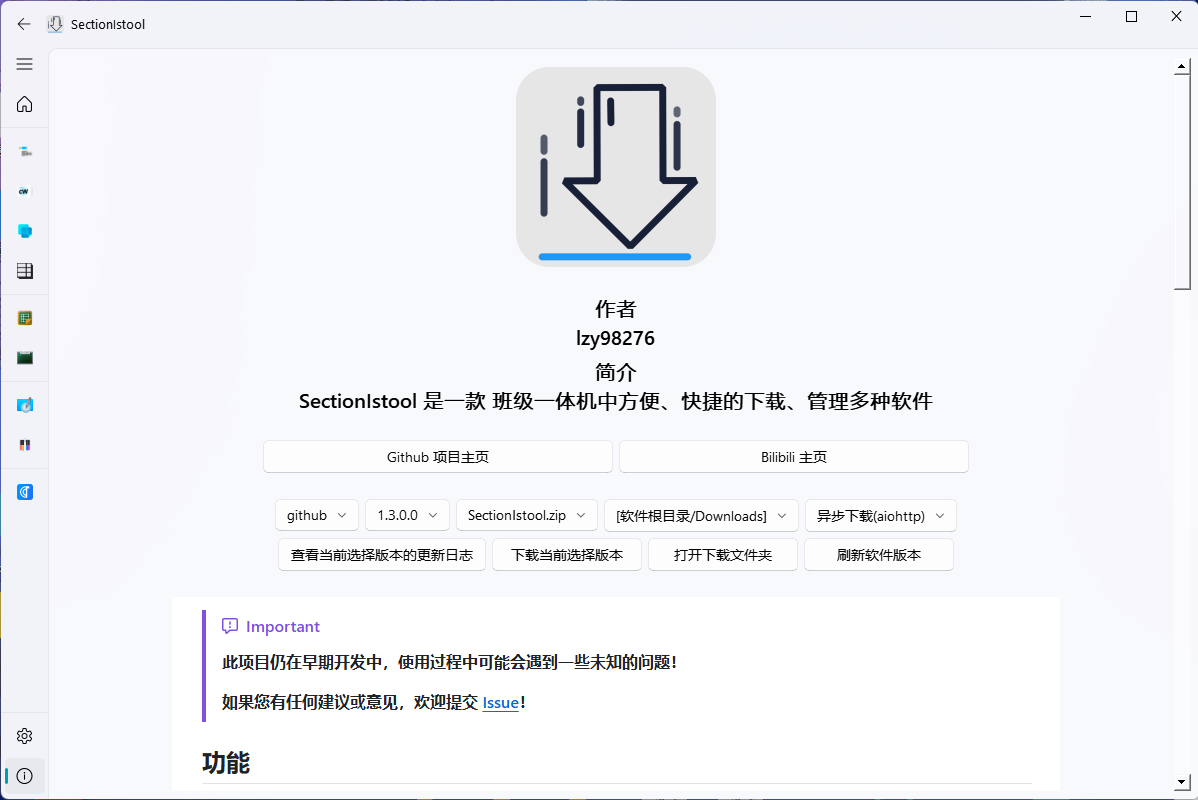 SectionIstool
CW
作者
lzy98276
简介
SectionIstool 是一款 班级一体机中方便、快捷的下载、管理多种软件
Github 项目主页
Bilibili 主页
github
1.3.0.0
SectionIstool.zip
[软件根目录/Downloads]
异步下载(aiohttp)
查看当前选择版本的更新日志
下载当前选择版本
打开下载文件夹
刷新软件版本
Important
此项目仍在早期开发中，使用过程中可能会遇到一些未知的问题！
如果您有任何建议或意见，欢迎提交 Issue！
功能